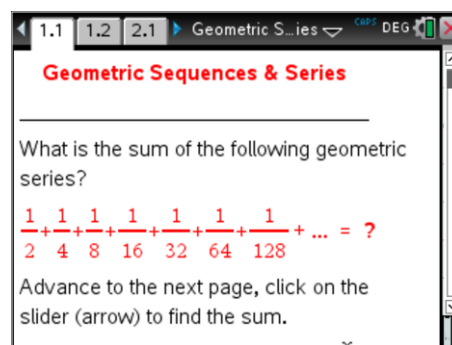 1.1 1.2 2.1 Geometric S...ies CAPS DEG
Geometric Sequences & Series
What is the sum of the following geometric
series?
1/2 + 1/4 + 1/8 + 1/16 + 1/32 + 1/64 + 1/128 + ... = ?
Advance to the next page, click on the
slider (arrow) to find the sum.